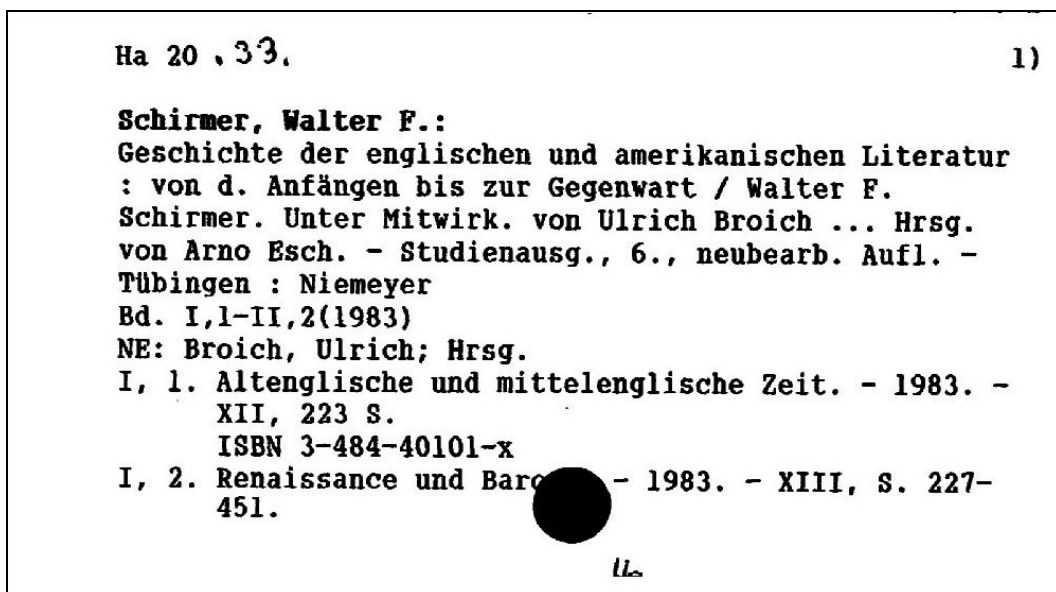 Ha 20 . 33. 1)
Schirmer, Walter F.:
Geschichte der englischen und amerikanischen Literatur
: von d. Anfängen bis zur Gegenwart / Walter F.
Schirmer. Unter Mitwirk. von Ulrich Broich ... Hrsg.
von Arno Esch. - Studienausg., 6., neubearb. Aufl. -
Tübingen : Niemeyer
Bd. I,1-II,2(1983)
NE: Broich, Ulrich; Hrsg.
I, 1. Altenglische und mittelenglische Zeit. - 1983. -
XII, 223 S.
ISBN 3-484-40101-x
I, 2. Renaissance und - 1983. - XIII, S. 227-
451.